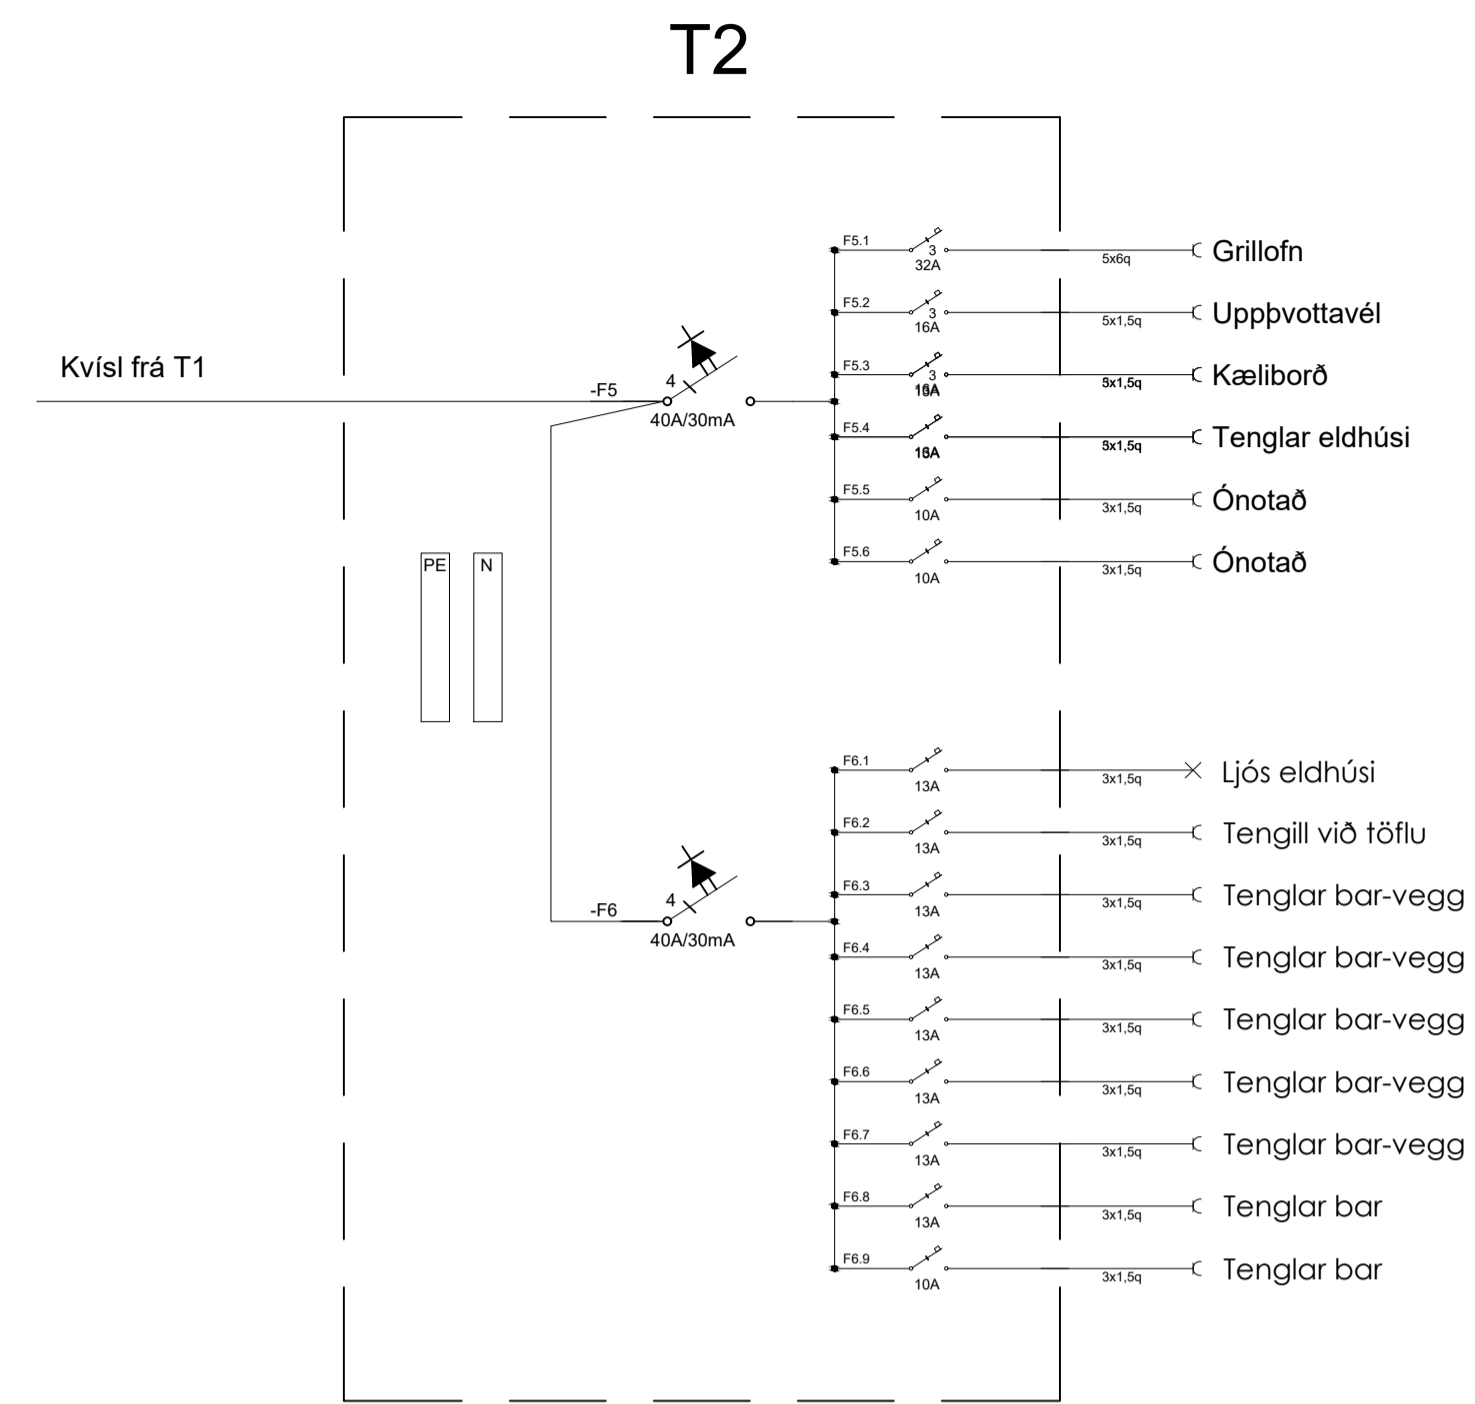 T2
Kvísl frá T1
-F5
4
40A/30mA
F5.1
3
32A
5x6q
Grillofn
F5.2
3
16A
5x1,5q
Uppþvottavél
F5.3
3
Kæliborð
F5.4
Tenglar eldhúsi
F5.5
10A
3x1,5q
Ónotað
F5.6
10A
3x1,5q
Ónotað
PE
N
-F6
4
40A/30mA
F6.1
13A
3x1,5q
Ljós eldhúsi
F6.2
13A
3x1,5q
Tengill við töflu
F6.3
13A
3x1,5q
Tenglar bar-vegg
F6.4
13A
3x1,5q
Tenglar bar-vegg
F6.5
13A
3x1,5q
Tenglar bar-vegg
F6.6
13A
3x1,5q
Tenglar bar-vegg
F6.7
13A
3x1,5q
Tenglar bar-vegg
F6.8
13A
3x1,5q
Tenglar bar
F6.9
10A
3x1,5q
Tenglar bar